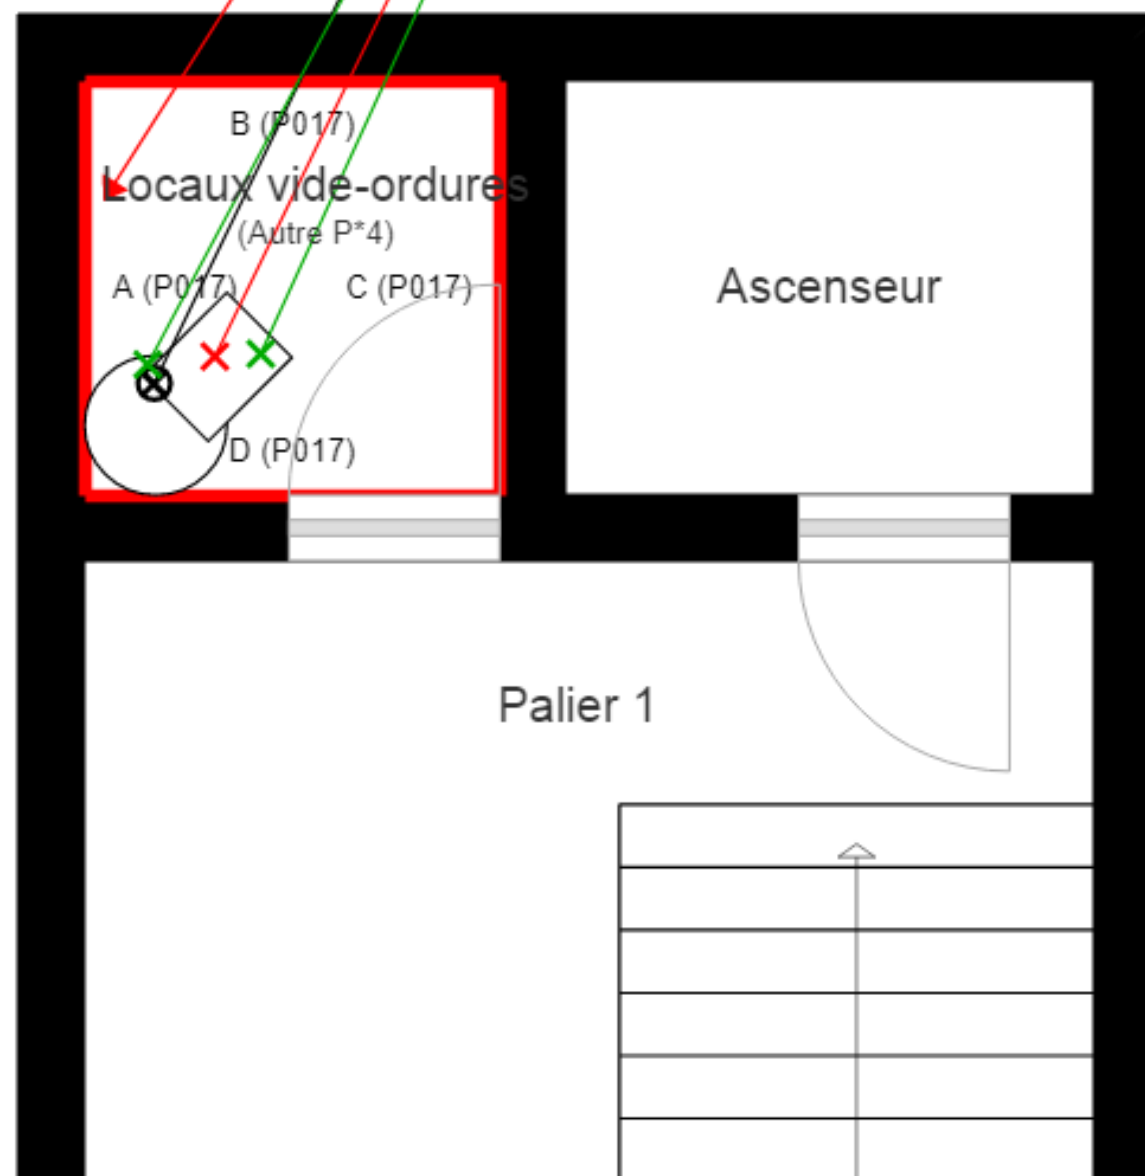 B (P017)
Locaux vide-ordures
(Autre P*4)
A (P017)
C (P017)
D (P017)
Ascenseur
Palier 1